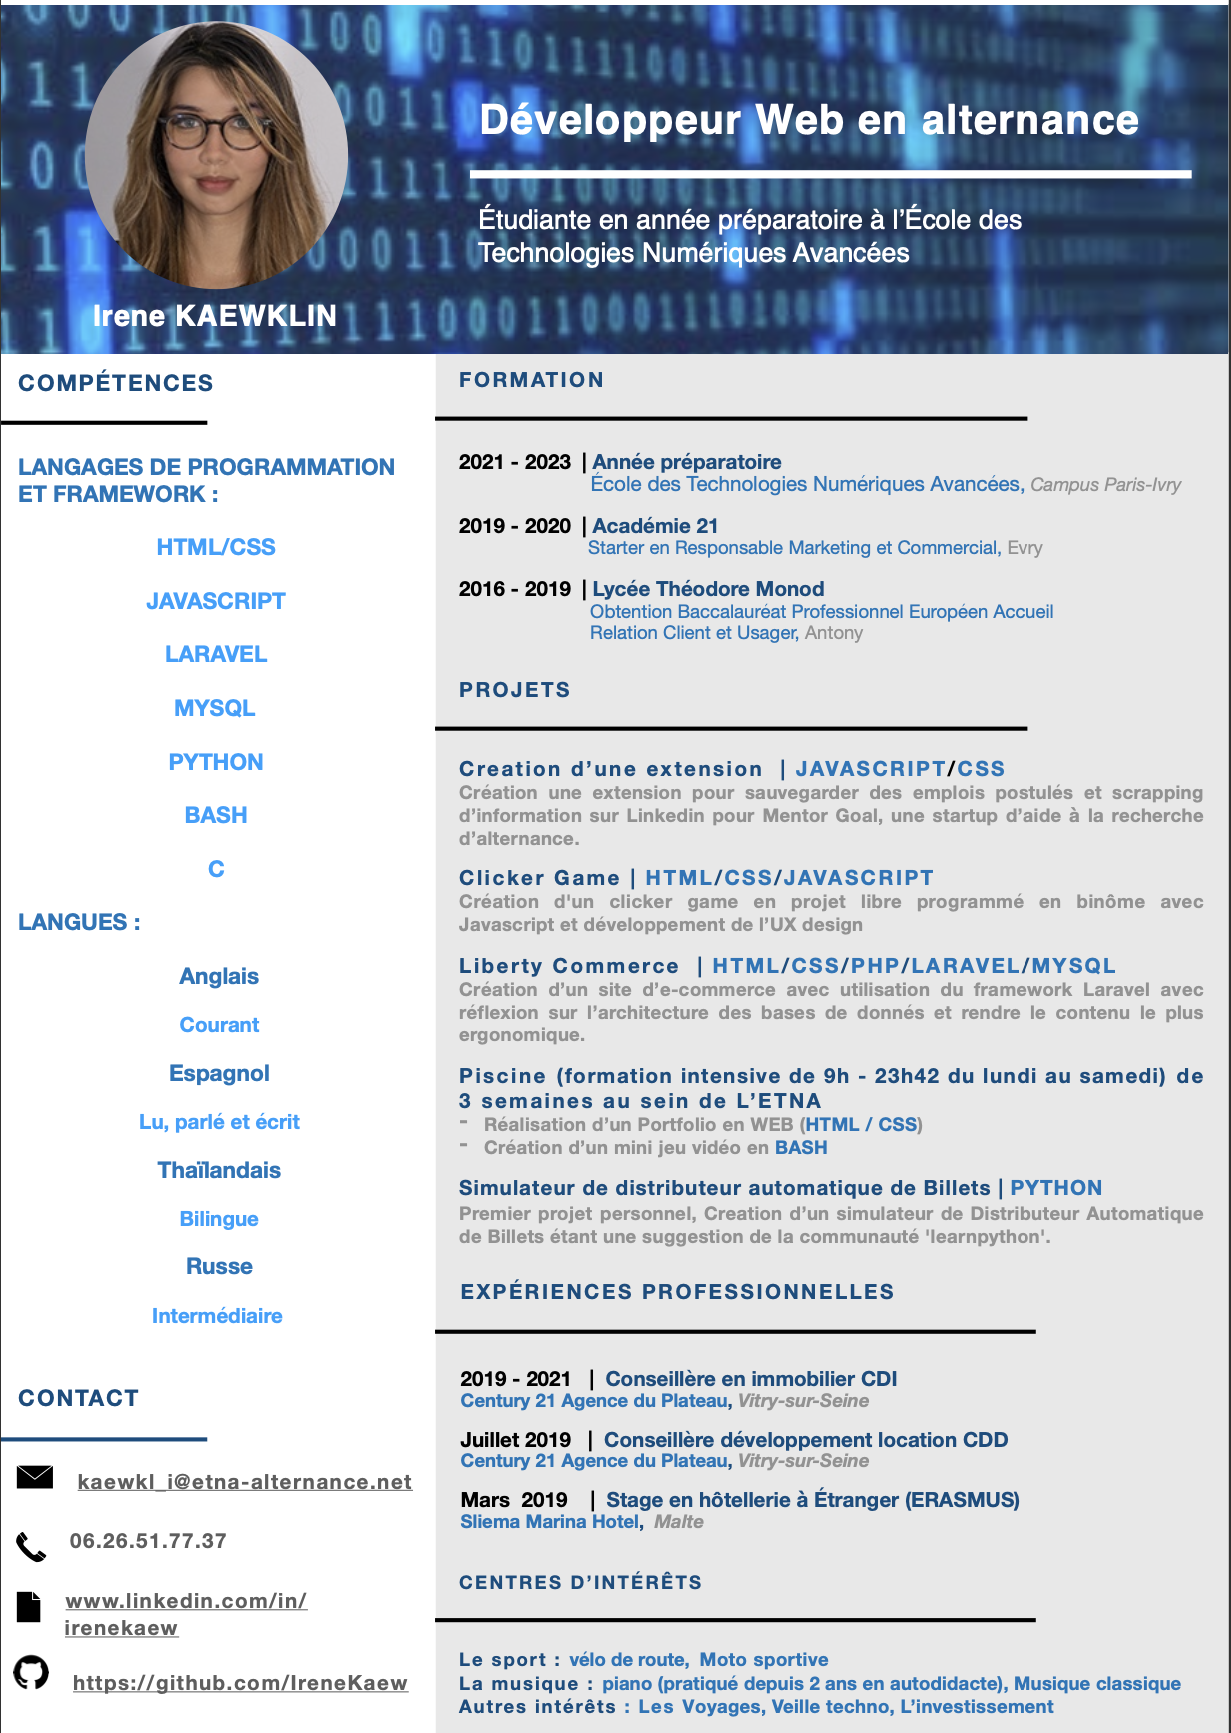 Développeur Web en alternance
Étudiante en année préparatoire à l'École des
Technologies Numériques Avancées
Irene KAEWKLIN
COMPÉTENCES
LANGAGES DE PROGRAMMATION
ET FRAMEWORK :
HTML/CSS
JAVASCRIPT
LARAVEL
MYSQL
PYTHON
BASH
C
LANGUES :
Anglais
Courant
Espagnol
Lu, parlé et écrit
Thaïlandais
Bilingue
Russe
Intermédiaire
CONTACT
kaewkl_i@etna-alternance.net
06.26.51.77.37
www.linkedin.com/in/
irenekaew
https://github.com/IreneKaew
FORMATION
2021 - 2023 | Année préparatoire
École des Technologies Numériques Avancées, Campus Paris-Ivry
2019 - 2020 | Académie 21
Starter en Responsable Marketing et Commercial, Evry
2016 - 2019 | Lycée Théodore Monod
Obtention Baccalauréat Professionnel Européen Accueil
Relation Client et Usager, Antony
PROJETS
Creation d'une extension | JAVASCRIPT/CSS
Création une extension pour sauvegarder des emplois postulés et scrapping
d'information sur Linkedin pour Mentor Goal, une startup d'aide à la recherche
d'alternance.
Clicker Game | HTML/CSS/JAVASCRIPT
Création d'un clicker game en projet libre programmé en binôme avec
Javascript et développement de l'UX design
Liberty Commerce | HTML/CSS/PHP/LARAVEL/MYSQL
Création d'un site d'e-commerce avec utilisation du framework Laravel avec
réflexion sur l'architecture des bases de donnés et rendre le contenu le plus
ergonomique.
Piscine (formation intensive de 9h - 23h42 du lundi au samedi) de
3 semaines au sein de L'ETNA
- Réalisation d'un Portfolio en WEB (HTML / CSS)
- Création d'un mini jeu vidéo en BASH
Simulateur de distributeur automatique de Billets | PYTHON
Premier projet personnel, Creation d'un simulateur de Distributeur Automatique
de Billets étant une suggestion de la communauté 'learnpython'.
EXPÉRIENCES PROFESSIONNELLES
2019 - 2021 | Conseillère en immobilier CDI
Century 21 Agence du Plateau, Vitry-sur-Seine
Juillet 2019 | Conseillère développement location CDD
Century 21 Agence du Plateau, Vitry-sur-Seine
Mars 2019 | Stage en hôtellerie à Étranger (ERASMUS)
Sliema Marina Hotel, Malte
CENTRES D'INTÉRÊTS
Le sport : vélo de route, Moto sportive
La musique : piano (pratiqué depuis 2 ans en autodidacte), Musique classique
Autres intérêts : Les Voyages, Veille techno, L'investissement